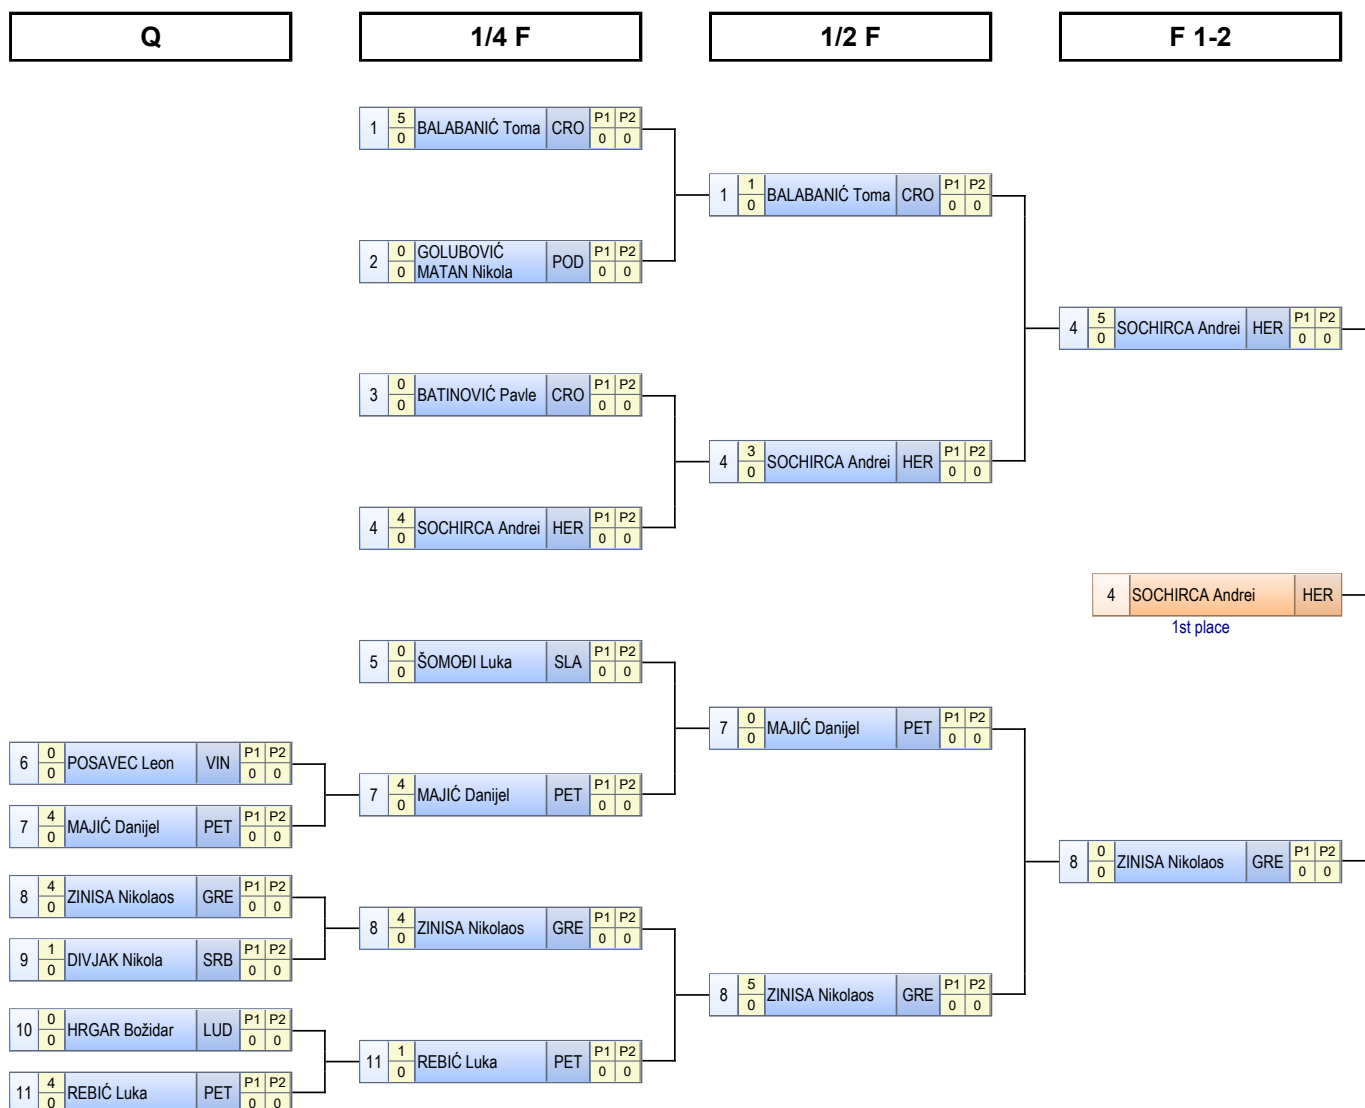 Q 1/4 F 1/2 F F 1-2
1 5 0 BALABANIĆ Toma CRO P1 P2 0 0
2 0 0 GOLUBOVIĆ MATAN Nikola POD P1 P2 0 0
3 0 0 BATINOVIĆ Pavle CRO P1 P2 0 0
4 4 0 SOCHIRCA Andrei HER P1 P2 0 0
5 0 0 ŠOMOĐI Luka SLA P1 P2 0 0
6 0 0 POSAVEC Leon VIN P1 P2 0 0
7 4 0 MAJIĆ Danijel PET P1 P2 0 0
8 4 0 ZINISA Nikolaos GRE P1 P2 0 0
9 1 0 DIVJAK Nikola SRB P1 P2 0 0
10 0 0 HRGAR Božidar LUD P1 P2 0 0
11 4 0 REBIĆ Luka PET P1 P2 0 0
7 4 0 MAJIĆ Danijel PET P1 P2 0 0
8 4 0 ZINISA Nikolaos GRE P1 P2 0 0
11 1 0 REBIĆ Luka PET P1 P2 0 0
1 1 0 BALABANIĆ Toma CRO P1 P2 0 0
4 3 0 SOCHIRCA Andrei HER P1 P2 0 0
7 0 0 MAJIĆ Danijel PET P1 P2 0 0
8 5 0 ZINISA Nikolaos GRE P1 P2 0 0
4 5 0 SOCHIRCA Andrei HER P1 P2 0 0
4 SOCHIRCA Andrei HER
1st place
8 0 0 ZINISA Nikolaos GRE P1 P2 0 0